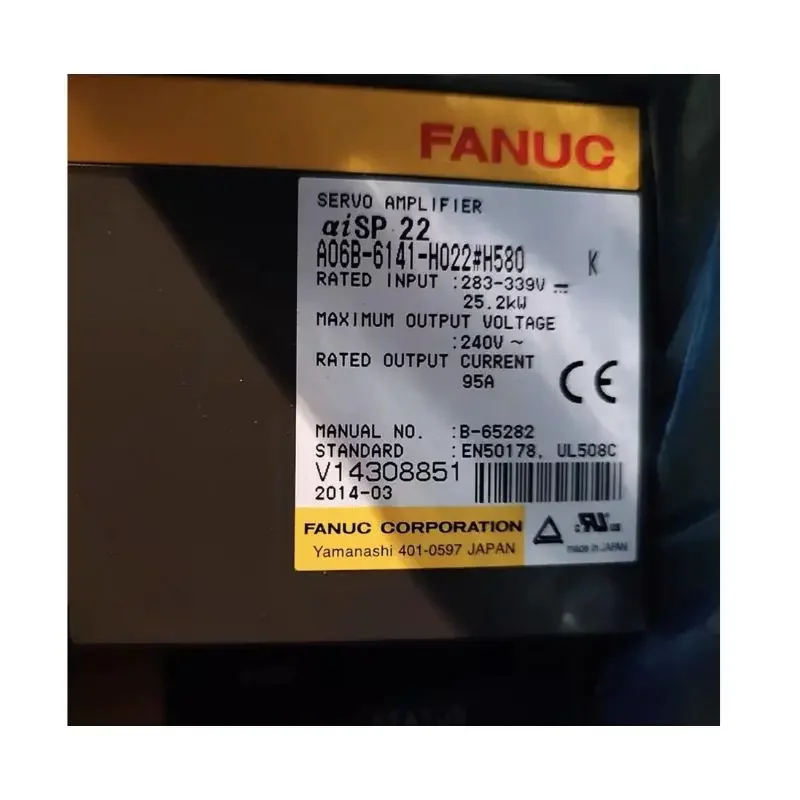 FANUC
SERVO AMPLIFIER
αiSP 22
A06B-6141-H022#H580 K
RATED INPUT :283-339V ⎓
25.2kW
MAXIMUM OUTPUT VOLTAGE
:240V ~
RATED OUTPUT CURRENT
95A
CE
MANUAL NO. :B-65282
STANDARD :EN50178, UL508C
V14308851
2014-03
FANUC CORPORATION
Yamanashi 401-0597 JAPAN
c RU us
made in JAPAN